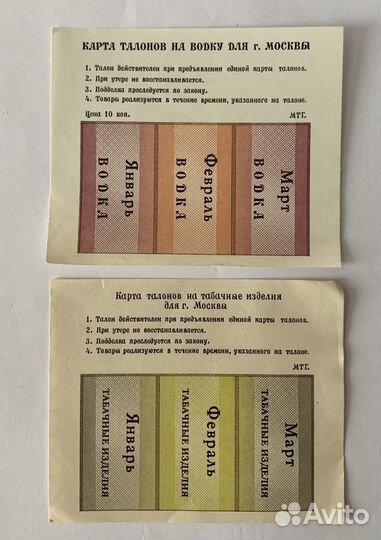 КАРТА ТАЛОНОВ НА ВОДКУ ДЛЯ г. МОСКВЫ
1. Талон действителен при предъявлении единой карты талонов.
2. При утере не восстанавливается.
3. Подделка преследуется по закону.
4. Товары реализуются в течение времени, указанного на талоне.
Цена 10 коп.
МТГ.
Январь
ВОДКА
Февраль
ВОДКА
Март
ВОДКА
Карта талонов на табачные изделия
для г. Москвы
1. Талон действителен при предъявлении единой карты талонов.
2. При утере не восстанавливается.
3. Подделка преследуется по закону.
4. Товары реализуются в течение времени, указанного на талоне.
МТГ.
Январь
ТАБАЧНЫЕ ИЗДЕЛИЯ
Февраль
ТАБАЧНЫЕ ИЗДЕЛИЯ
Март
ТАБАЧНЫЕ ИЗДЕЛИЯ
Avito